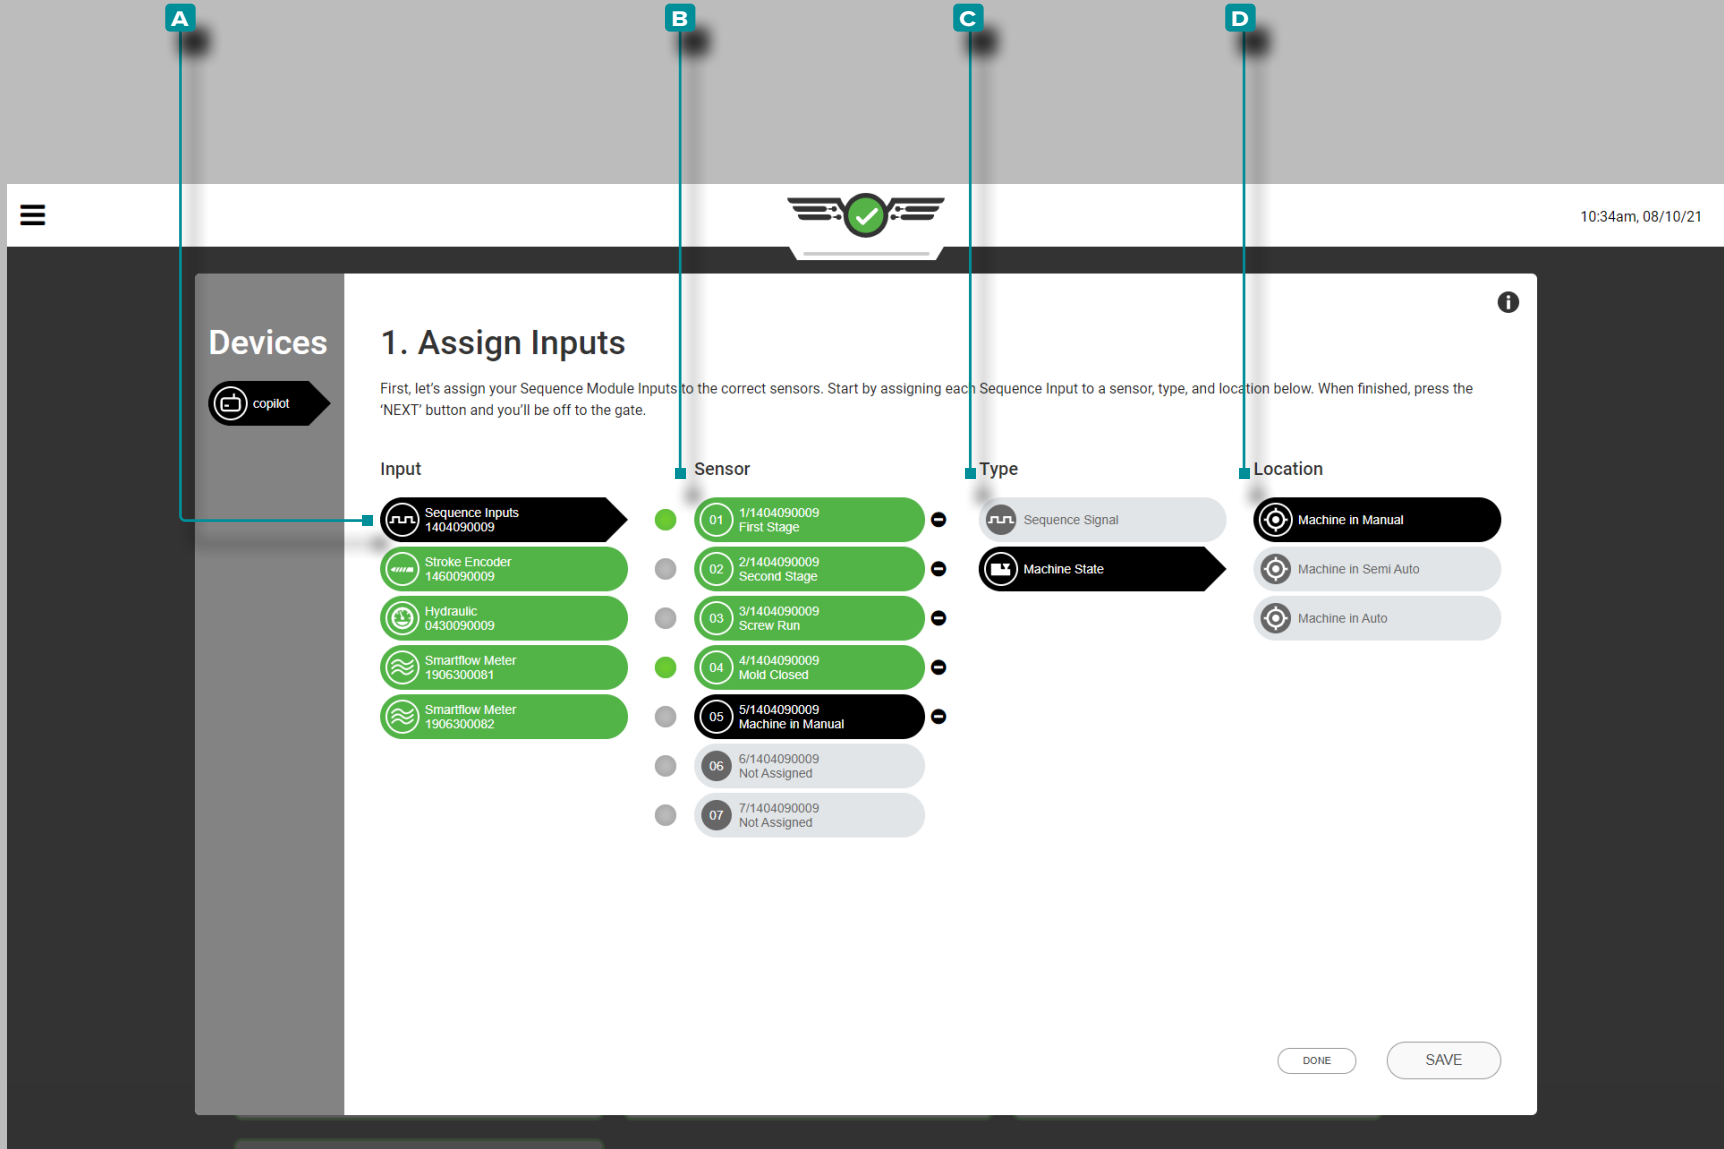 A
B
C
D
10:34am, 08/10/21
Devices
copilot
1. Assign Inputs
First, let's assign your Sequence Module Inputs to the correct sensors. Start by assigning each Sequence Input to a sensor, type, and location below. When finished, press the
‘NEXT’ button and you'll be off to the gate.
Input
Sequence Inputs
1404090009
Stroke Encoder
1460090009
Hydraulic
0430090009
Smartflow Meter
1906300081
Smartflow Meter
1906300082
Sensor
01
1/1404090009
First Stage
02
2/1404090009
Second Stage
03
3/1404090009
Screw Run
04
4/1404090009
Mold Closed
05
5/1404090009
Machine in Manual
06
6/1404090009
Not Assigned
07
7/1404090009
Not Assigned
Type
Sequence Signal
Machine State
Location
Machine in Manual
Machine in Semi Auto
Machine in Auto
DONE
SAVE